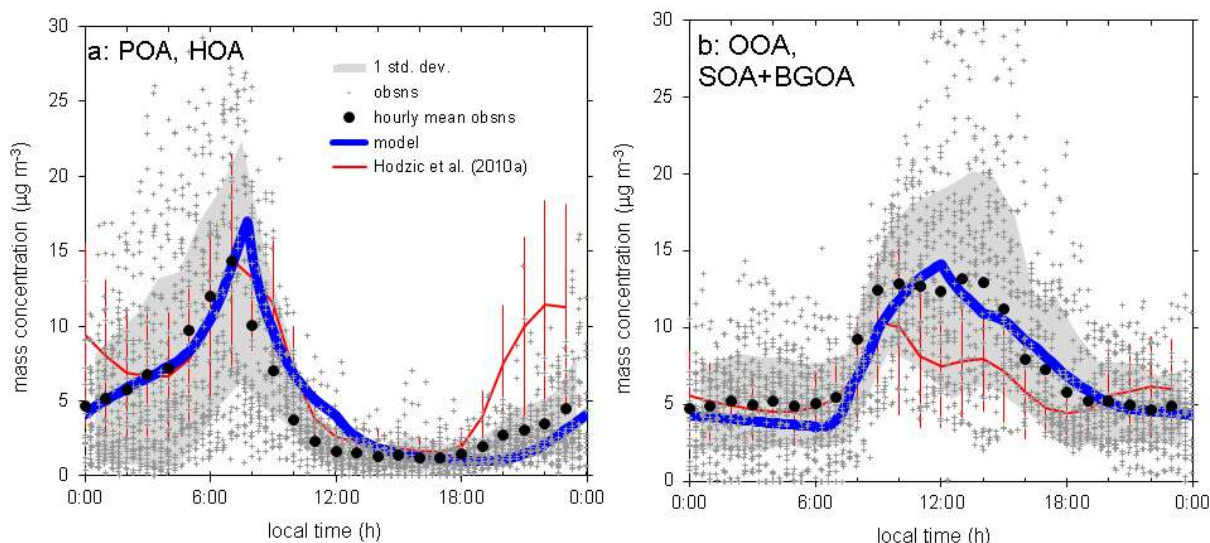 a: POA, HOA
1 std. dev.
obsns
hourly mean obsns
model
Hodzic et al. (2010a)
mass concentration (µg m-3)
30
25
20
15
10
5
0
0:00 6:00 12:00 18:00 0:00
local time (h)
b: OOA,
SOA+BGOA
mass concentration (µg m-3)
30
25
20
15
10
5
0
0:00 6:00 12:00 18:00 0:00
local time (h)